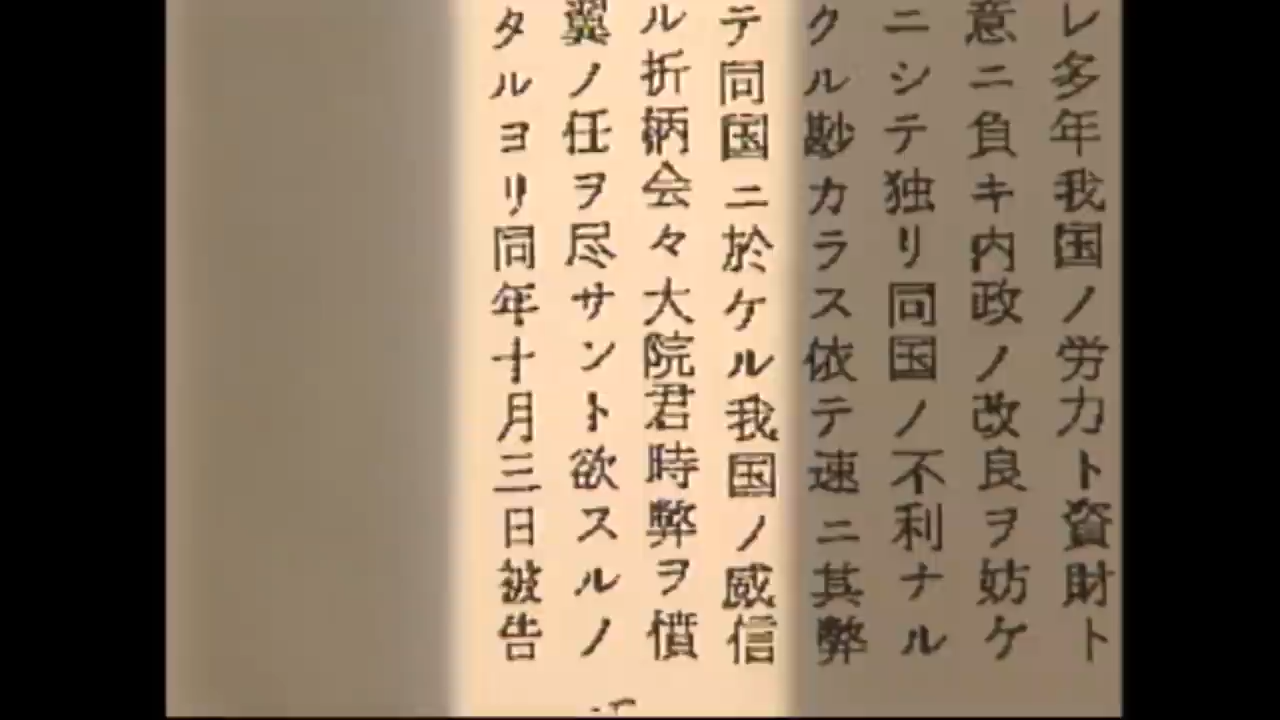 レ多年我国ノ労力ト資財ト
意ニ負キ内政ノ改良ヲ妨ケ
ニシテ独リ同国ノ不利ナル
クル尠カラス依テ速ニ其弊
テ同国ニ於ケル我国ノ威信
ル折柄会々大院君時弊ヲ憤
翼ノ任ヲ尽サント欲スルノ
タルヨリ同年十月三日被告